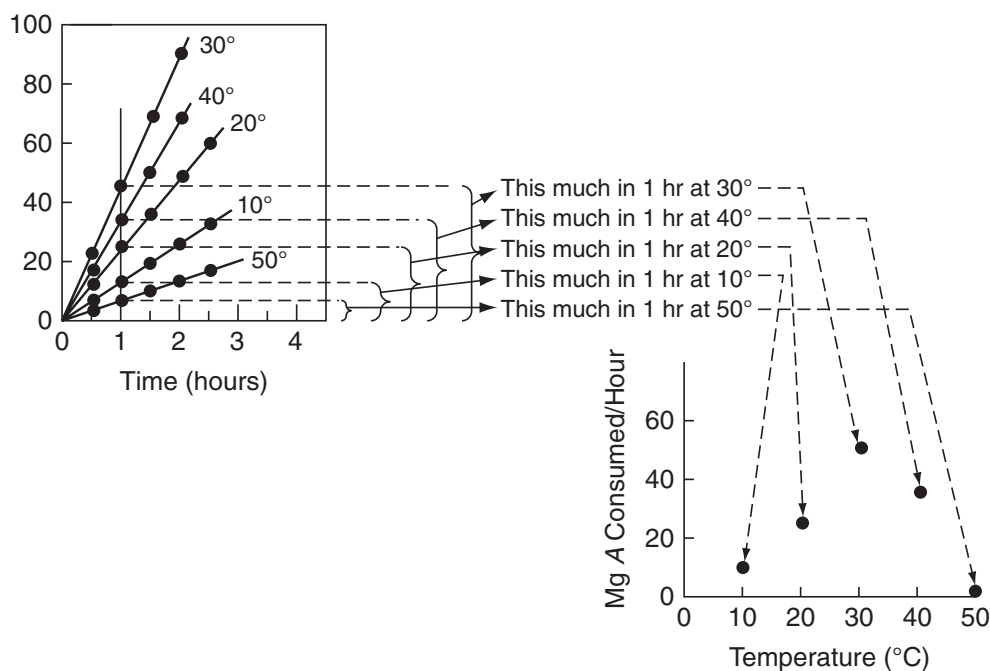 100
80
60
40
20
0
30°
40°
20°
10°
50°
0 1 2 3 4
Time (hours)
This much in 1 hr at 30°
This much in 1 hr at 40°
This much in 1 hr at 20°
This much in 1 hr at 10°
This much in 1 hr at 50°
Mg A Consumed/Hour
60
40
20
0
0 10 20 30 40 50
Temperature (°C)